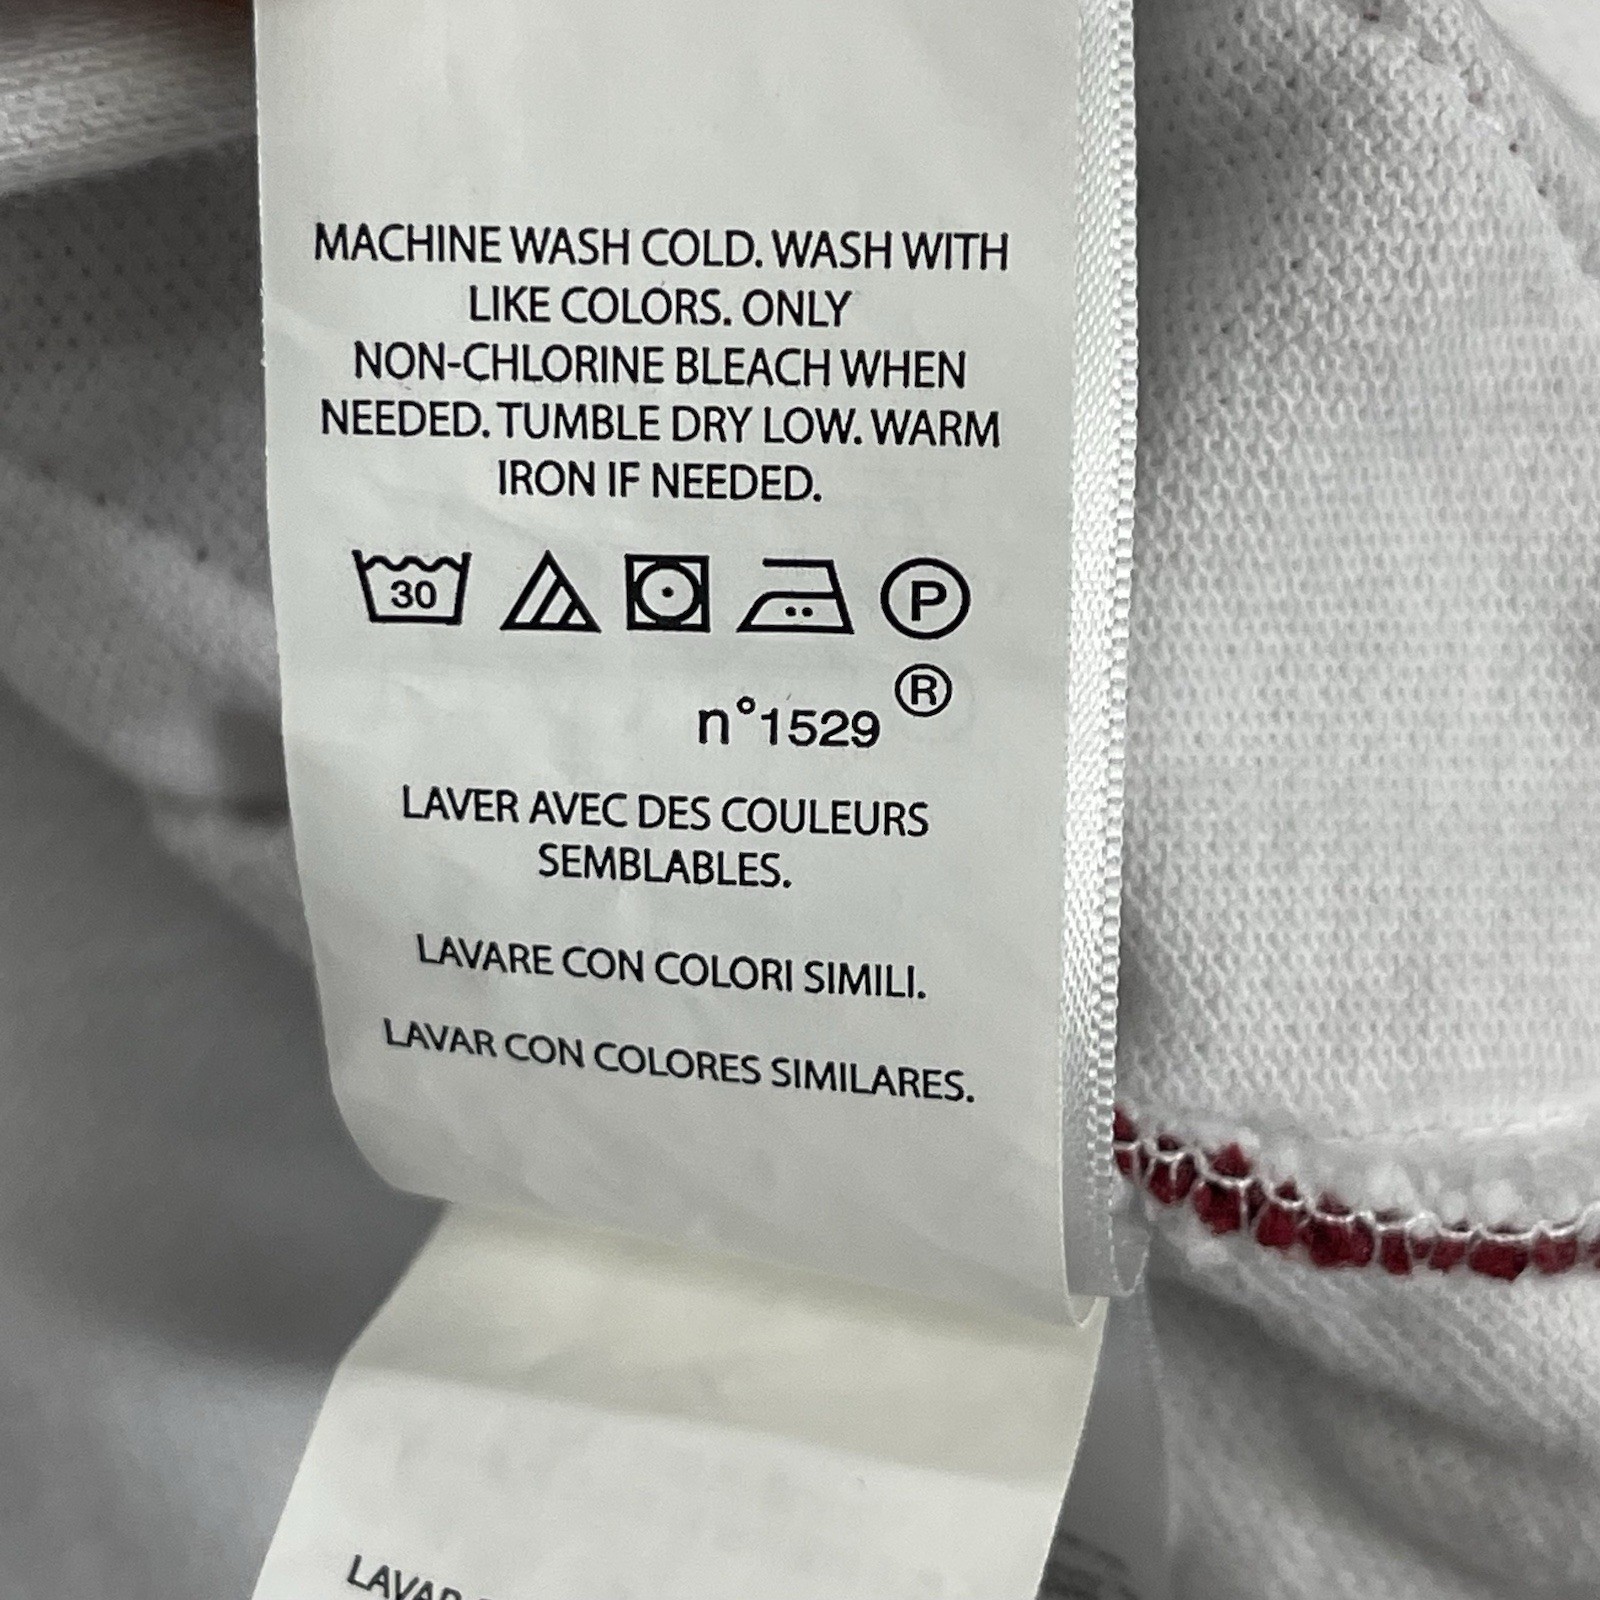 MACHINE WASH COLD. WASH WITH
LIKE COLORS. ONLY
NON-CHLORINE BLEACH WHEN
NEEDED. TUMBLE DRY LOW. WARM
IRON IF NEEDED.
30 P
n°1529 ®
LAVER AVEC DES COULEURS
SEMBLABLES.
LAVARE CON COLORI SIMILI.
LAVAR CON COLORES SIMILARES.